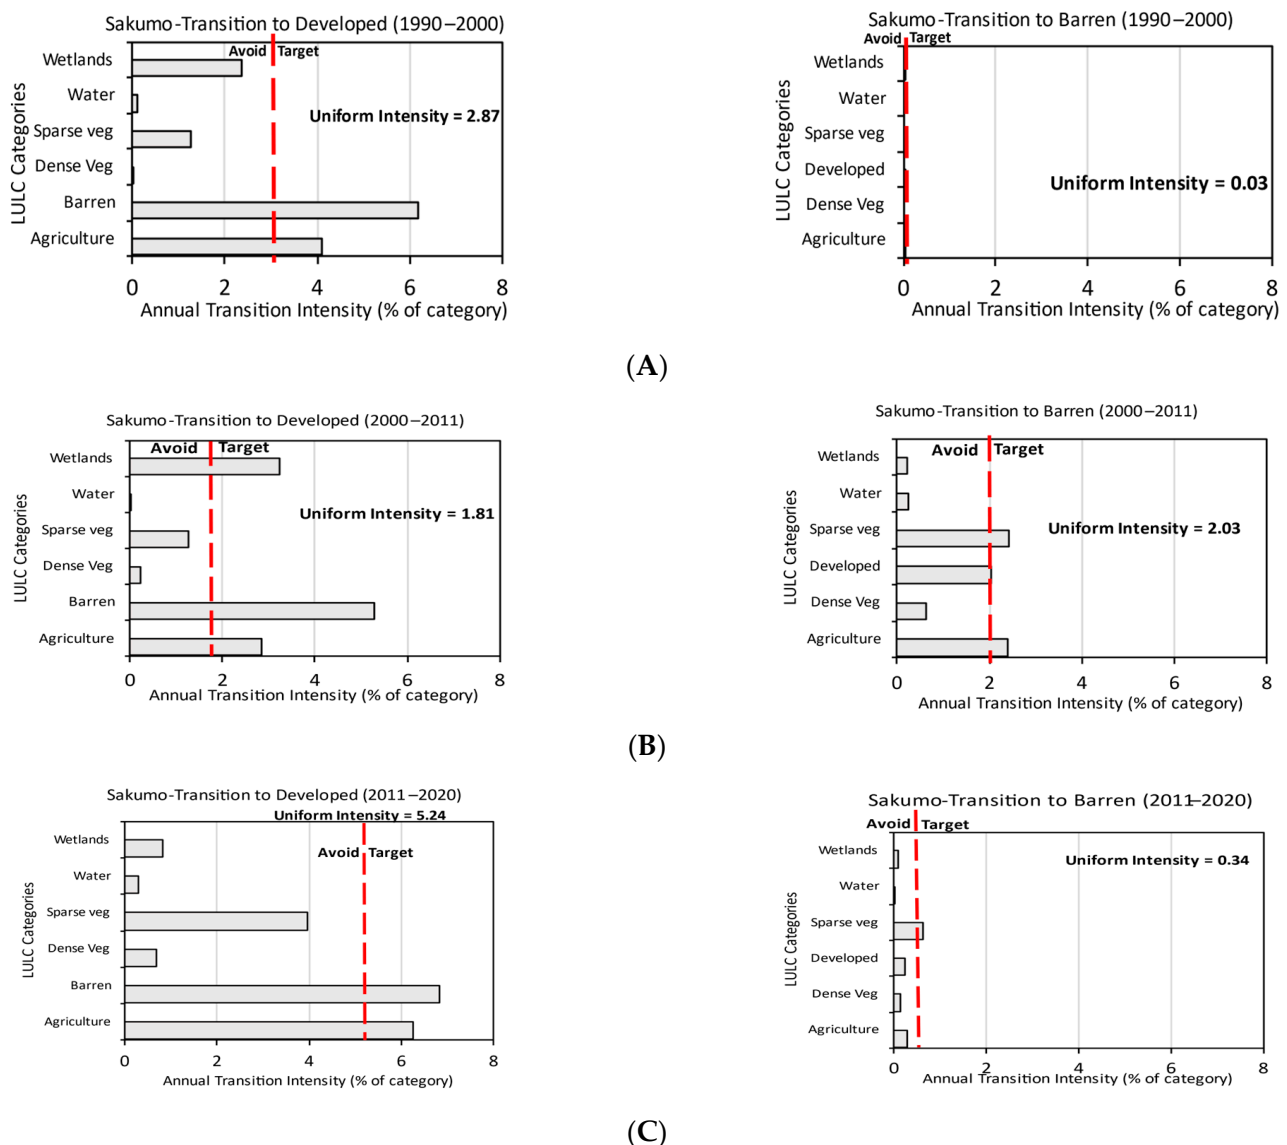 Sakumo-Transition to Developed (1990–2000)
Avoid Target
Wetlands
Water
Sparse veg
Dense Veg
Barren
Agriculture
LULC Categories
Uniform Intensity = 2.87
0 2 4 6 8
Annual Transition Intensity (% of category)
Sakumo-Transition to Barren (1990–2000)
Avoid Target
Wetlands
Water
Sparse veg
Developed
Dense Veg
Agriculture
LULC Categories
Uniform Intensity = 0.03
0 2 4 6 8
Annual Transition Intensity (% of category)
(A)
Sakumo-Transition to Developed (2000–2011)
Avoid Target
Wetlands
Water
Sparse veg
Dense Veg
Barren
Agriculture
LULC Categories
Uniform Intensity = 1.81
0 2 4 6 8
Annual Transition Intensity (% of category)
Sakumo-Transition to Barren (2000–2011)
Avoid Target
Wetlands
Water
Sparse veg
Developed
Dense Veg
Agriculture
LULC Categories
Uniform Intensity = 2.03
0 2 4 6 8
Annual Transition Intensity (% of category)
(B)
Sakumo-Transition to Developed (2011–2020)
Uniform Intensity = 5.24
Avoid Target
Wetlands
Water
Sparse veg
Dense Veg
Barren
Agriculture
LULC Categories
0 2 4 6 8
Annual Transition Intensity (% of category)
Sakumo-Transition to Barren (2011–2020)
Avoid Target
Wetlands
Water
Sparse veg
Developed
Dense Veg
Agriculture
LULC Categories
Uniform Intensity = 0.34
0 2 4 6 8
Annual Transition Intensity (% of category)
(C)